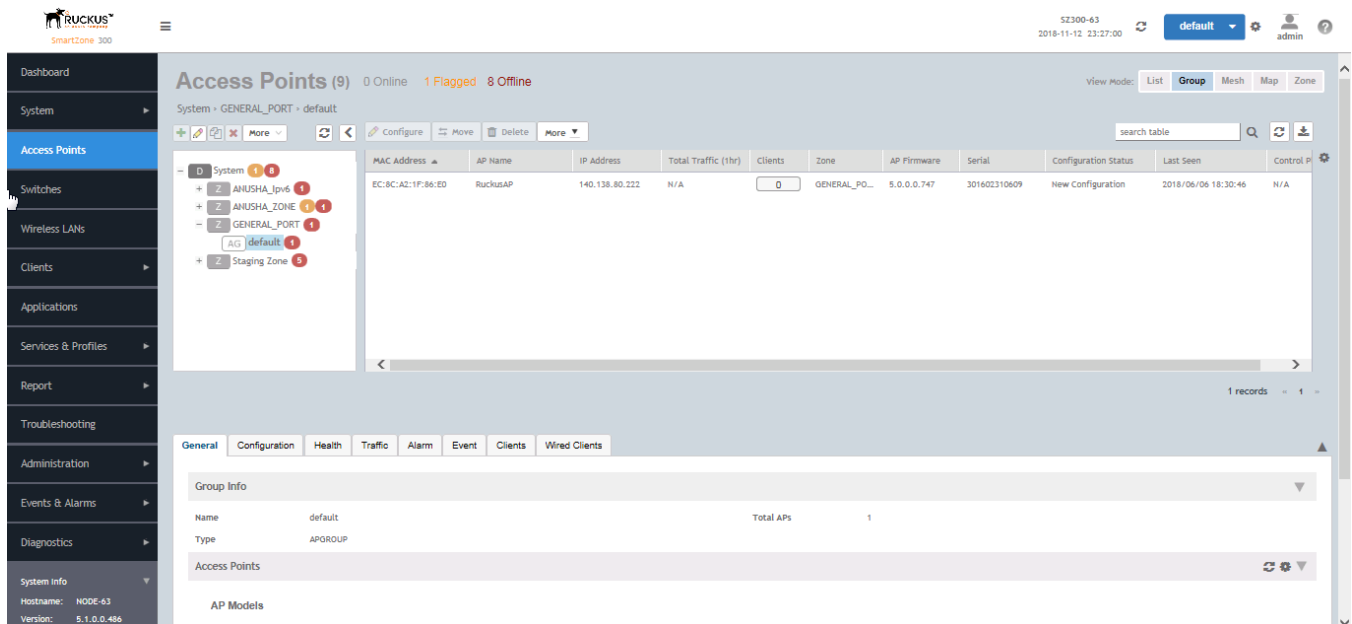 RUCKUS™
SmartZone 300
SZ300-63
2018-11-12 23:27:00
default
admin
Dashboard
System
Access Points
Switches
Wireless LANs
Clients
Applications
Services & Profiles
Report
Troubleshooting
Administration
Events & Alarms
Diagnostics
System Info
Hostname: NODE-63
Version: 5.1.0.0.486
Access Points (9) 0 Online 1 Flagged 8 Offline
View Mode: List Group Mesh Map Zone
System > GENERAL_PORT > default
More
Configure Move Delete More
search table
D System 1 8
Z ANUSHA_Ipv6 1
Z ANUSHA_ZONE 1 1
Z GENERAL_PORT 1
AG default 1
Z Staging Zone 5
MAC Address AP Name IP Address Total Traffic (1hr) Clients Zone AP Firmware Serial Configuration Status Last Seen Control P
EC:8C:A2:1F:86:E0 RuckusAP 140.138.80.222 N/A 0 GENERAL_PO... 5.0.0.0.747 301602310609 New Configuration 2018/06/06 18:30:46 N/A
1 records « 1 »
General Configuration Health Traffic Alarm Event Clients Wired Clients
Group Info
Name default Total APs 1
Type APGROUP
Access Points
AP Models